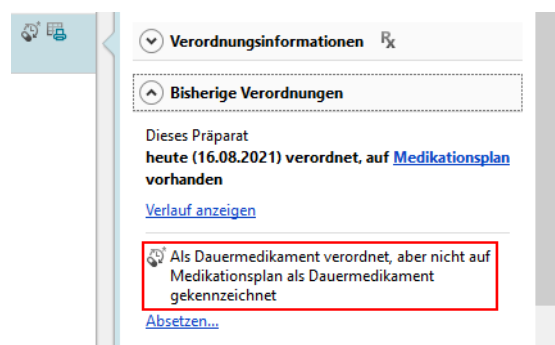 Verordnungsinformationen Rx
Bisherige Verordnungen
Dieses Präparat
heute (16.08.2021) verordnet, auf Medikationsplan
vorhanden
Verlauf anzeigen
Als Dauermedikament verordnet, aber nicht auf
Medikationsplan als Dauermedikament
gekennzeichnet
Absetzen...